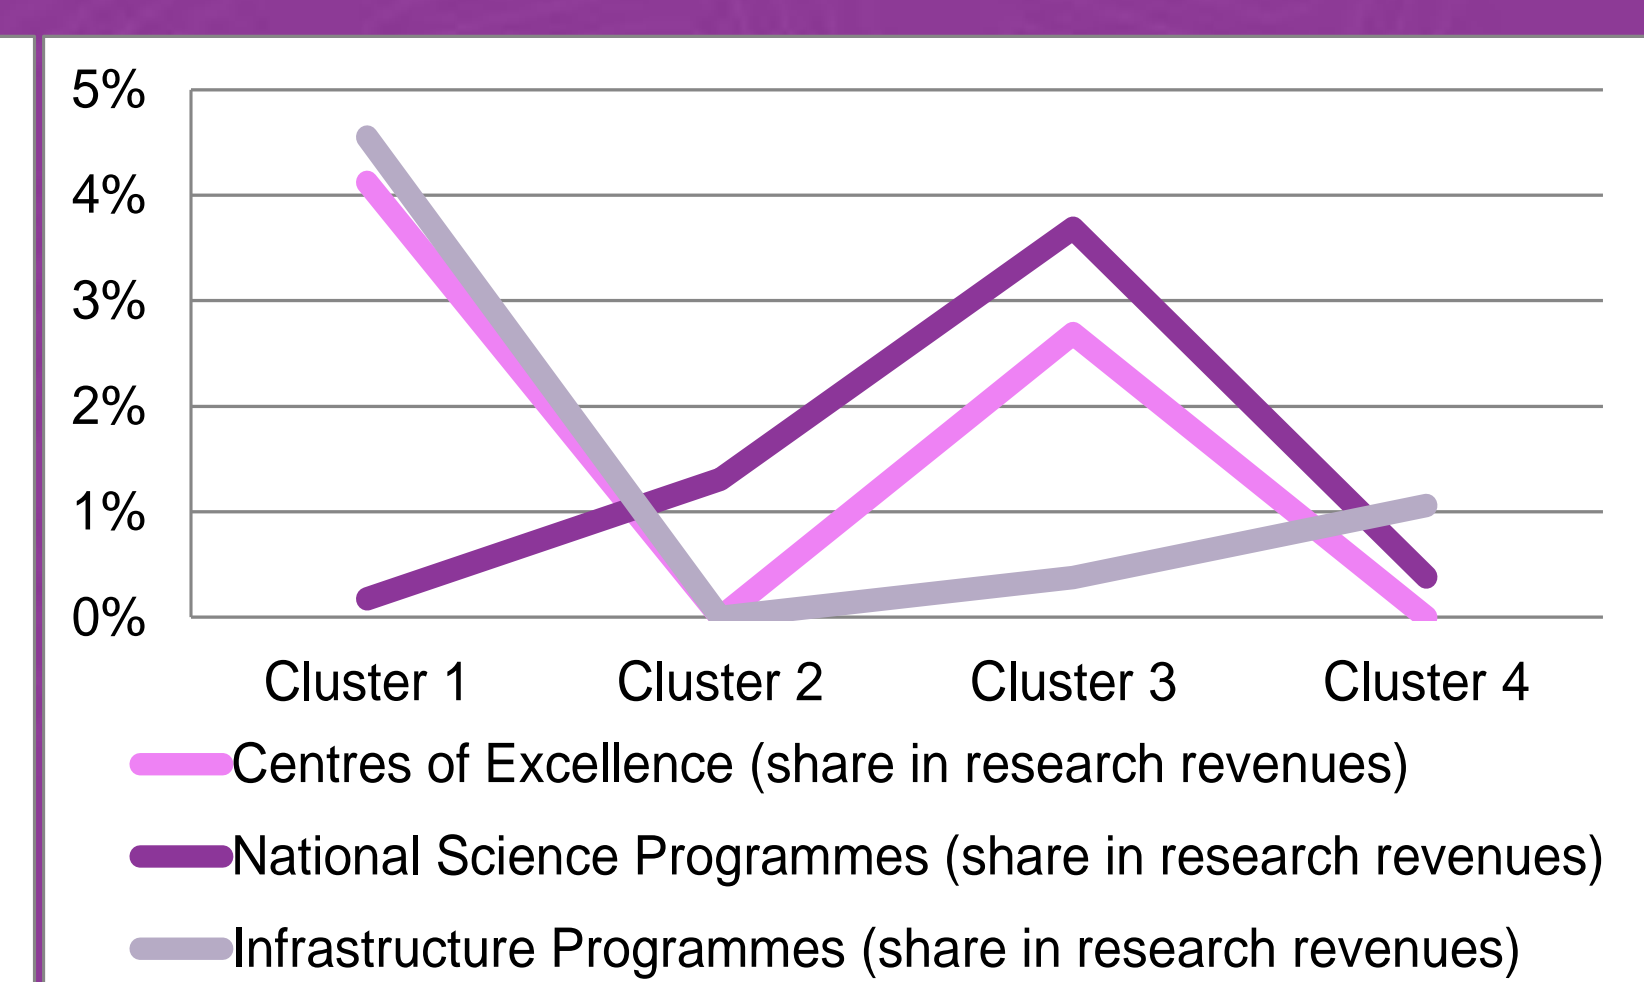 5%
4%
3%
2%
1%
0%
Cluster 1 Cluster 2 Cluster 3 Cluster 4
Centres of Excellence (share in research revenues)
National Science Programmes (share in research revenues)
Infrastructure Programmes (share in research revenues)